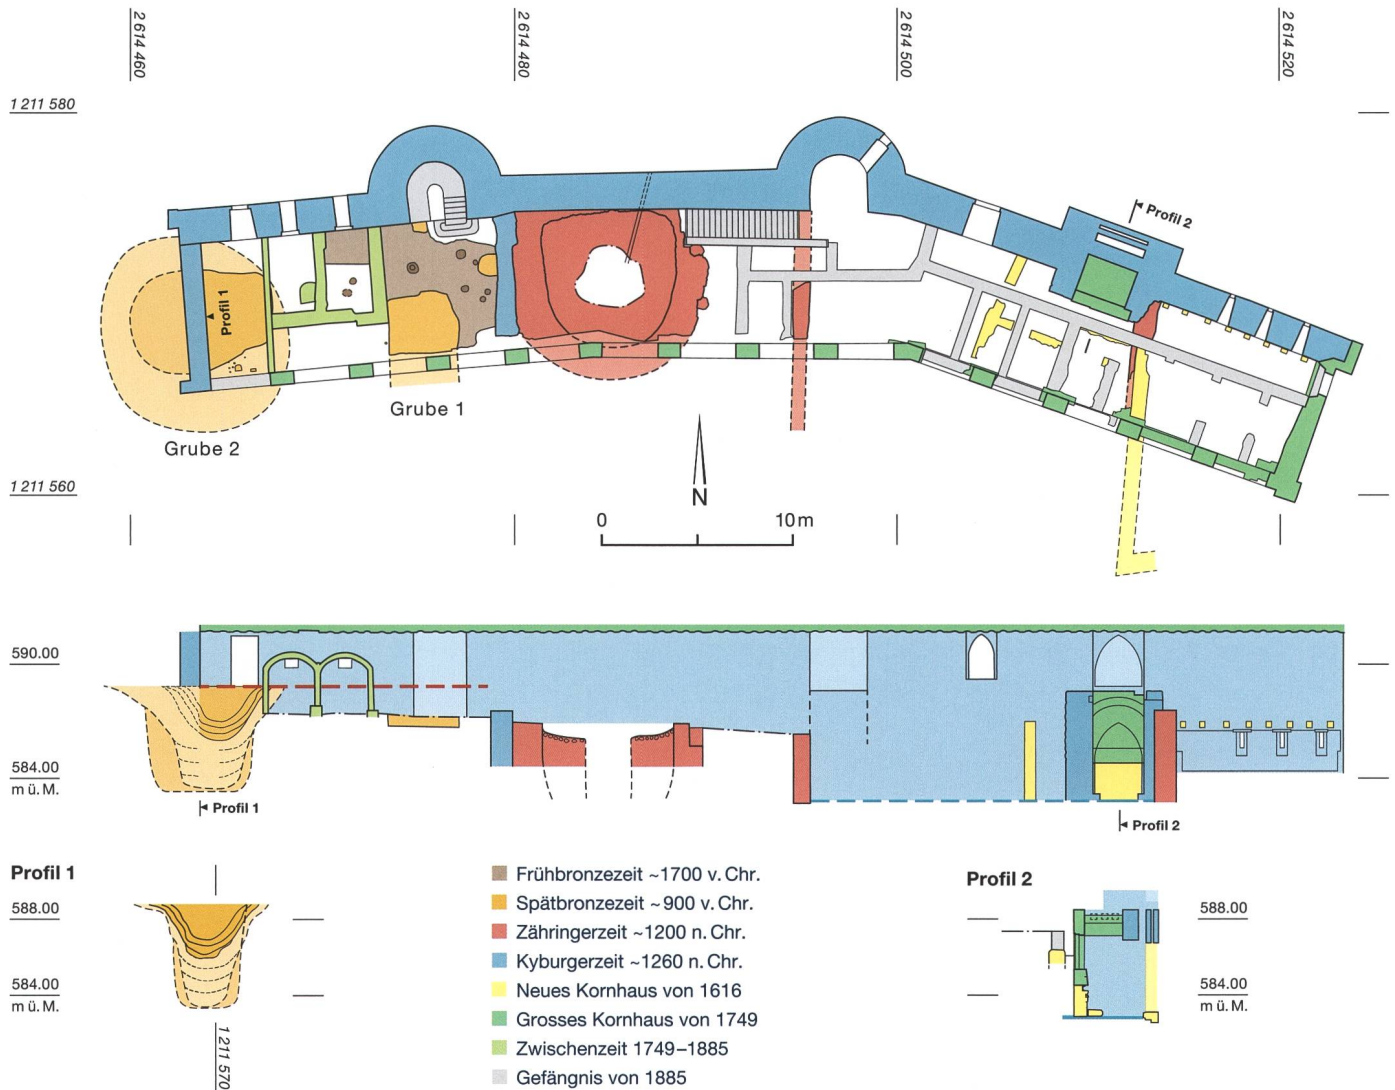 2 614 460
2 614 480
2 614 500
2 614 520
1 211 580
Profil 2
Profil 1
Grube 1
Grube 2
1 211 560
N
0 10 m
590.00
584.00
m ü. M.
Profil 1
Profil 2
Profil 1
588.00
584.00
m ü. M.
1 211 570
Frühbronzezeit ~1700 v. Chr.
Spätbronzezeit ~900 v. Chr.
Zähringerzeit ~1200 n. Chr.
Kyburgerzeit ~1260 n. Chr.
Neues Kornhaus von 1616
Grosses Kornhaus von 1749
Zwischenzeit 1749–1885
Gefängnis von 1885
Profil 2
588.00
584.00
m ü. M.